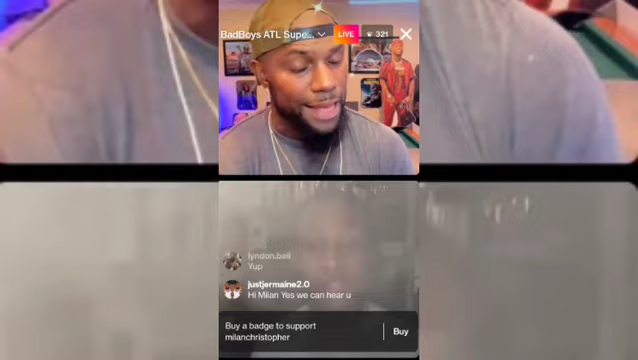 BadBoys ATL Supe...
LIVE
321
lyndon.bell
Yup
justjermaine2.0
Hi Milan Yes we can hear u
Buy a badge to support
milanchristopher
Buy